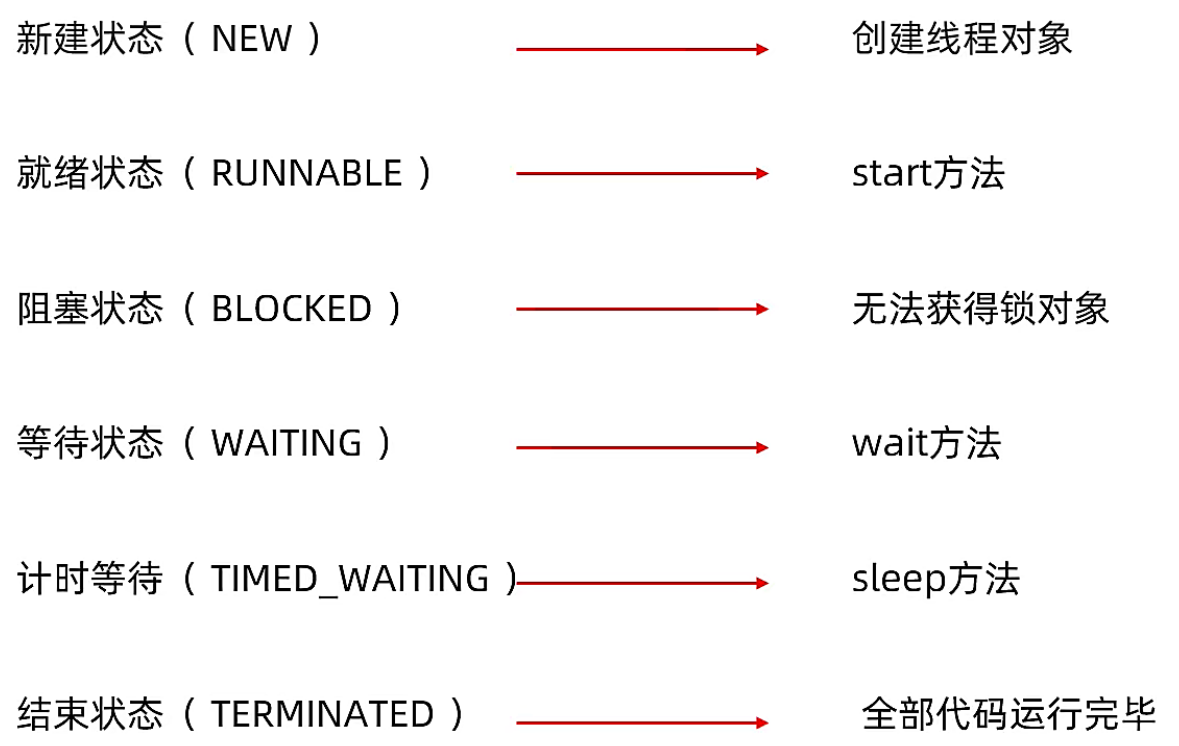 新建状态（ NEW ） 创建线程对象
就绪状态（ RUNNABLE ） start方法
阻塞状态（ BLOCKED ） 无法获得锁对象
等待状态（ WAITING ） wait方法
计时等待（ TIMED_WAITING ） sleep方法
结束状态（ TERMINATED ） 全部代码运行完毕